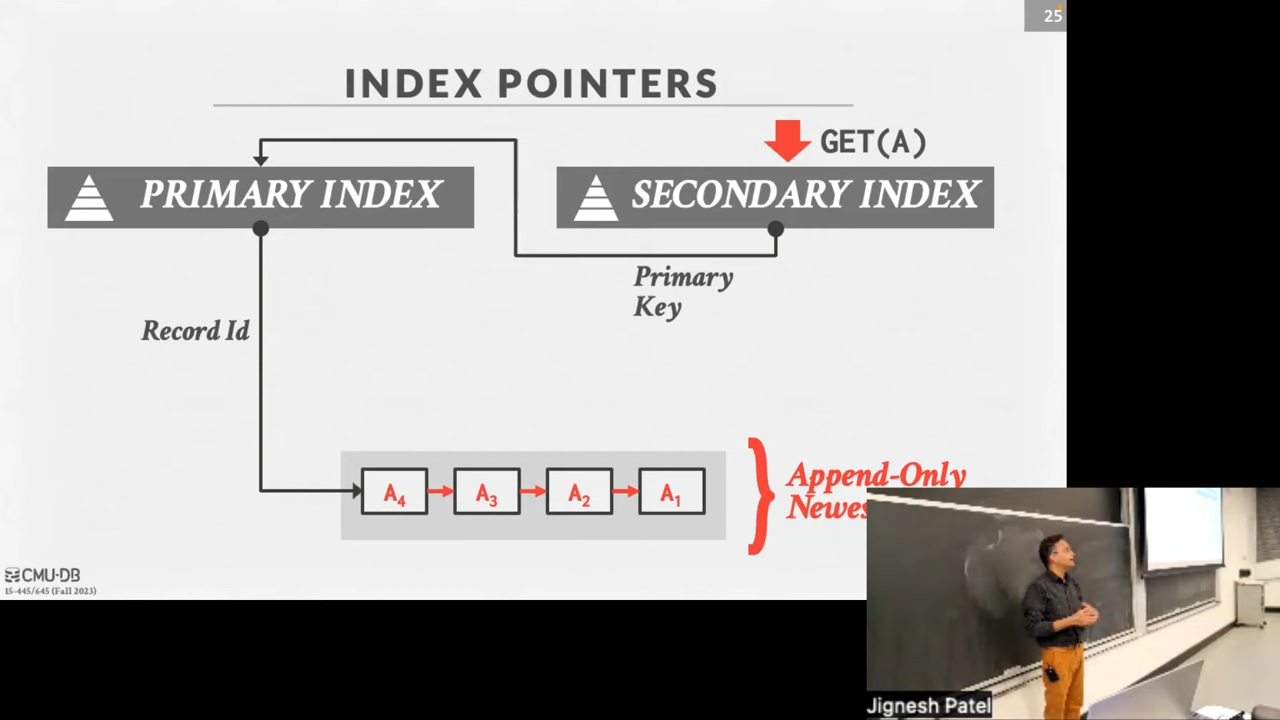 25
INDEX POINTERS
GET(A)
PRIMARY INDEX
SECONDARY INDEX
Primary
Key
Record Id
A4 A3 A2 A1
Append-Only
CMU·DB
15-445/645 (Fall 2023)
Jignesh Patel